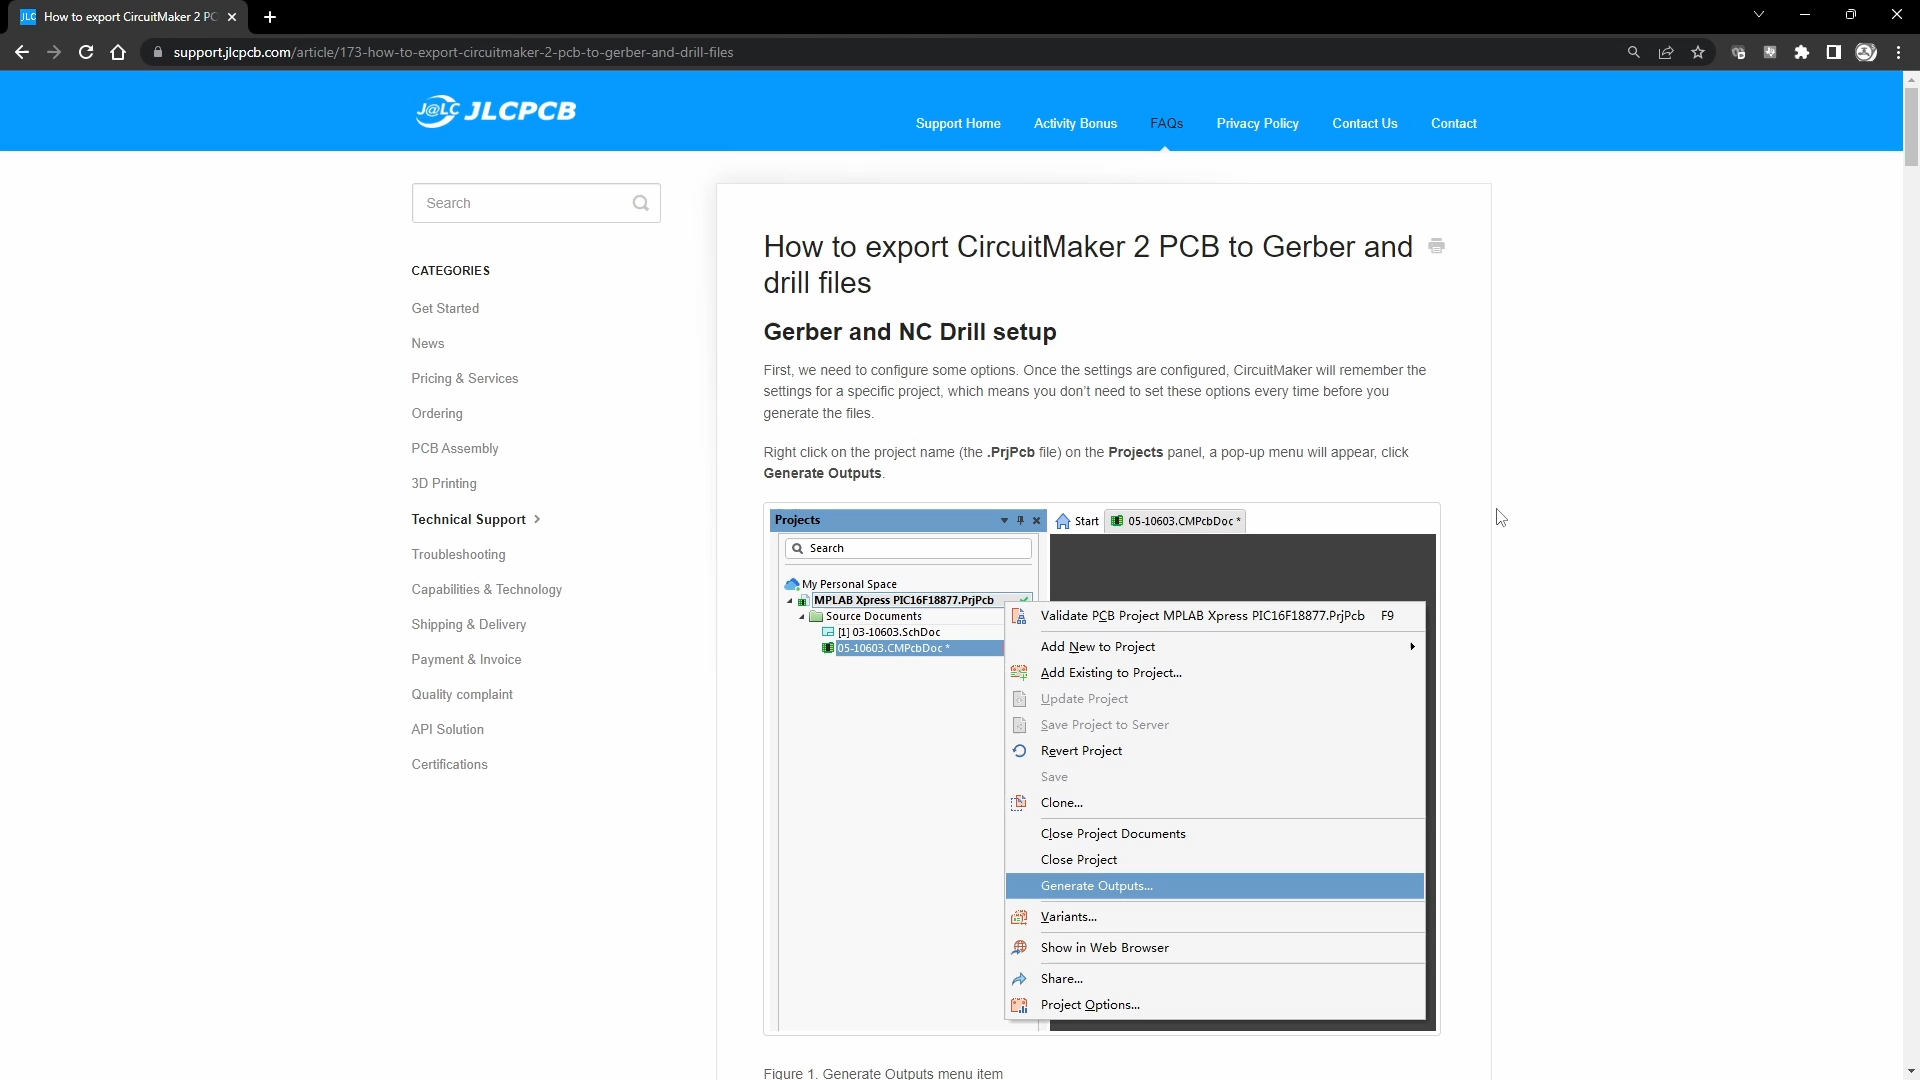 JLC How to export CircuitMaker 2 PC
support.jlcpcb.com/article/173-how-to-export-circuitmaker-2-pcb-to-gerber-and-drill-files
J@LC JLCPCB
Support Home Activity Bonus FAQs Privacy Policy Contact Us Contact
Search
CATEGORIES
Get Started
News
Pricing & Services
Ordering
PCB Assembly
3D Printing
Technical Support
Troubleshooting
Capabilities & Technology
Shipping & Delivery
Payment & Invoice
Quality complaint
API Solution
Certifications
How to export CircuitMaker 2 PCB to Gerber and
drill files
Gerber and NC Drill setup
First, we need to configure some options. Once the settings are configured, CircuitMaker will remember the
settings for a specific project, which means you don't need to set these options every time before you
generate the files.
Right click on the project name (the .PrjPcb file) on the Projects panel, a pop-up menu will appear, click
Generate Outputs.
Projects
Start 05-10603.CMPcbDoc *
Search
My Personal Space
MPLAB Xpress PIC16F18877.PrjPcb
Source Documents
[1] 03-10603.SchDoc
05-10603.CMPcbDoc *
Validate PCB Project MPLAB Xpress PIC16F18877.PrjPcb F9
Add New to Project
Add Existing to Project...
Update Project
Save Project to Server
Revert Project
Save
Clone...
Close Project Documents
Close Project
Generate Outputs...
Variants...
Show in Web Browser
Share...
Project Options...
Figure 1. Generate Outputs menu item